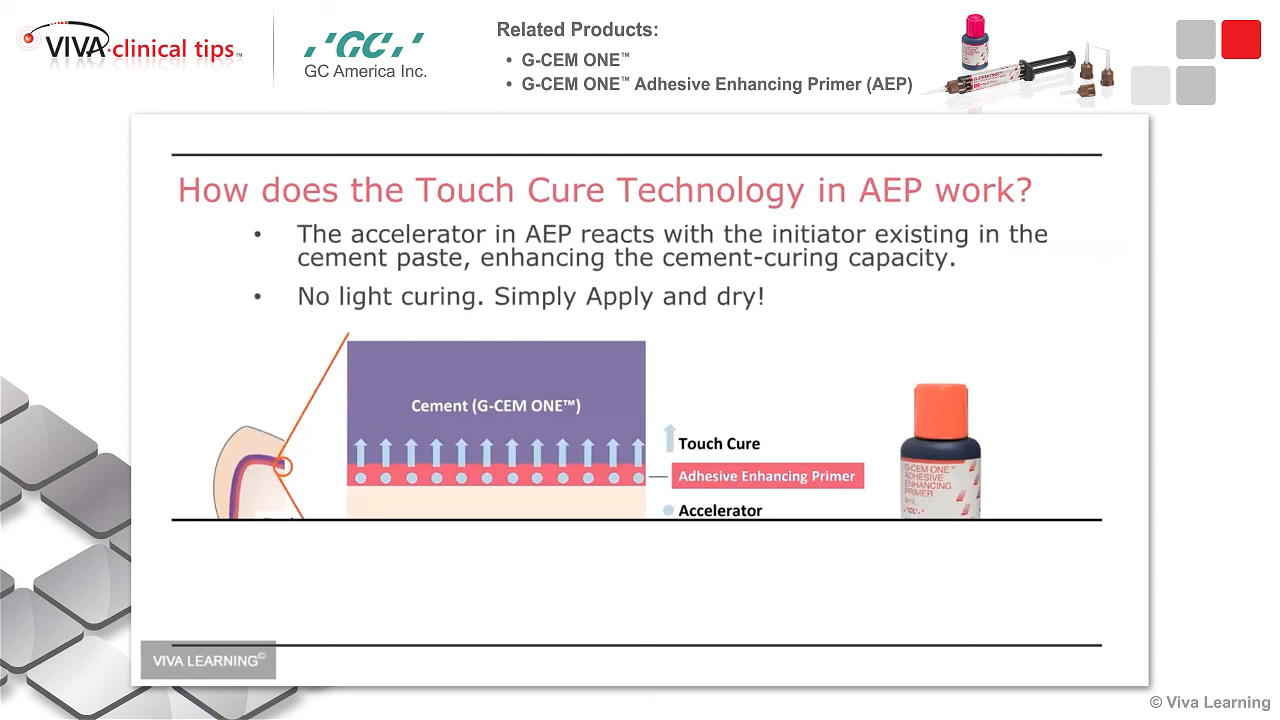 VIVA clinical tips™
GC
GC America Inc.
Related Products:
• G-CEM ONE™
• G-CEM ONE™ Adhesive Enhancing Primer (AEP)
How does the Touch Cure Technology in AEP work?
• The accelerator in AEP reacts with the initiator existing in the
cement paste, enhancing the cement-curing capacity.
• No light curing. Simply Apply and dry!
Cement (G-CEM ONE™)
Touch Cure
Adhesive Enhancing Primer
Accelerator
G-CEM ONE™
ADHESIVE
ENHANCING
PRIMER
4mL
GC
VIVA LEARNING©
© Viva Learning